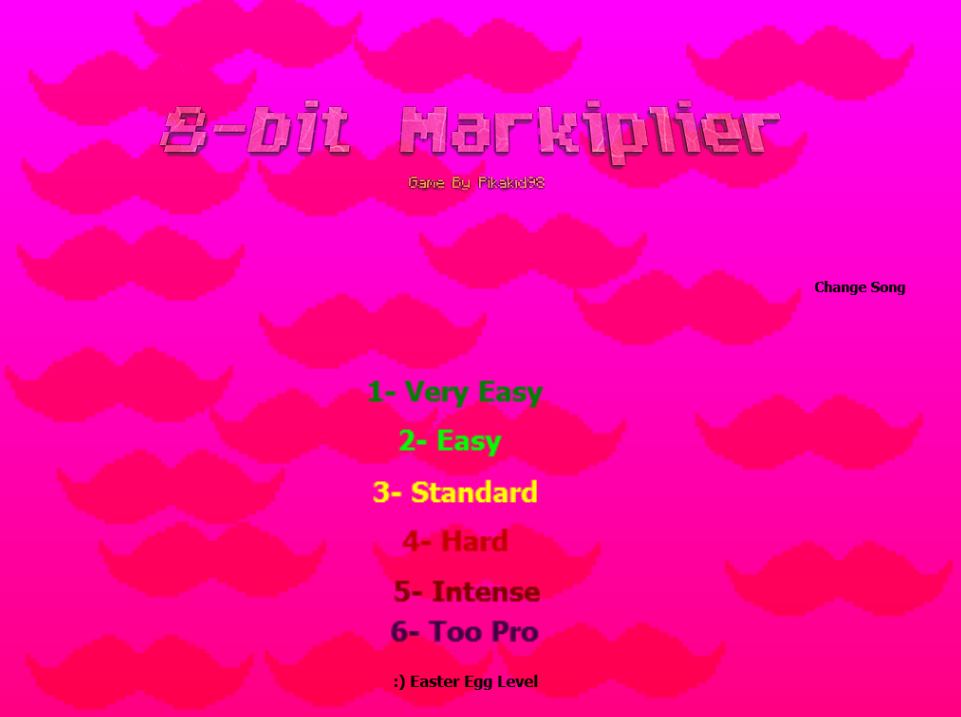 8-bit Markiplier
Game By Pikakid98
Change Song
1- Very Easy
2- Easy
3- Standard
4- Hard
5- Intense
6- Too Pro
:) Easter Egg Level